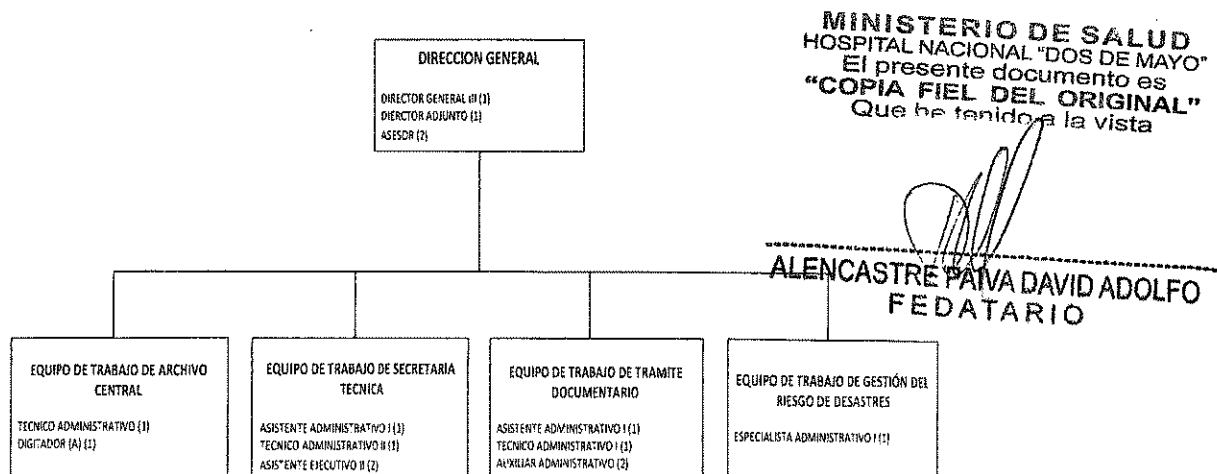 DIRECCION GENERAL
DIRECTOR GENERAL III (1)
DIERCTOR ADJUNTO (1)
ASESOR (2)
MINISTERIO DE SALUD
HOSPITAL NACIONAL "DOS DE MAYO"
El presente documento es
"COPIA FIEL DEL ORIGINAL"
Que he tenido a la vista
ALENCASTRE PAIVA DAVID ADOLFO
FEDATARIO
EQUIPO DE TRABAJO DE ARCHIVO
CENTRAL
TECNICO ADMINISTRATIVO (1)
DIGITADOR (A) (1)
EQUIPO DE TRABAJO DE SECRETARIA
TECNICA
ASISTENTE ADMINISTRATIVO I (1)
TECNICO ADMINISTRATIVO II (1)
ASISTENTE EJECUTIVO II (2)
EQUIPO DE TRABAJO DE TRAMITE
DOCUMENTARIO
ASISTENTE ADMINISTRATIVO I (1)
TECNICO ADMINISTRATIVO I (1)
AUXILIAR ADMINISTRATIVO (2)
EQUIPO DE TRABAJO DE GESTIÓN DEL
RIESGO DE DESASTRES
ESPECIALISTA ADMINISTRATIVO I (1)